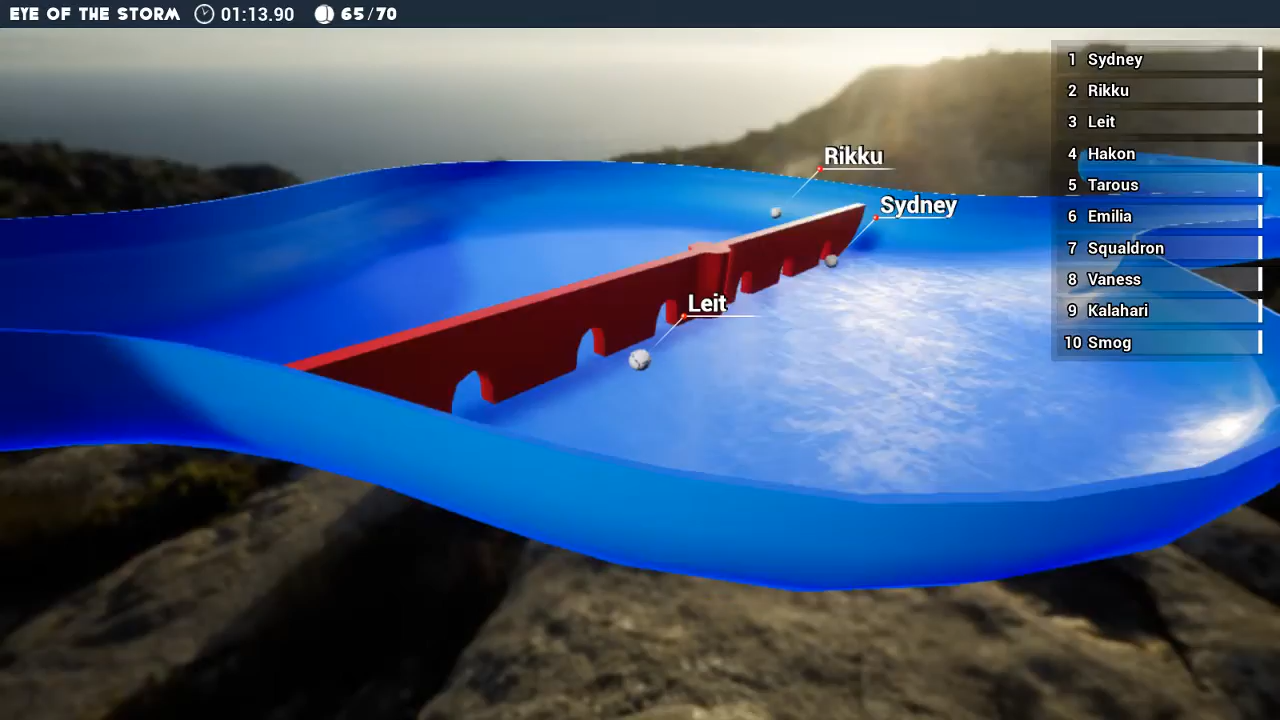 EYE OF THE STORM 01:13.90 65/70
1 Sydney
2 Rikku
3 Leit
4 Hakon
5 Tarous
6 Emilia
7 Squaldron
8 Vaness
9 Kalahari
10 Smog
Rikku
Sydney
Leit